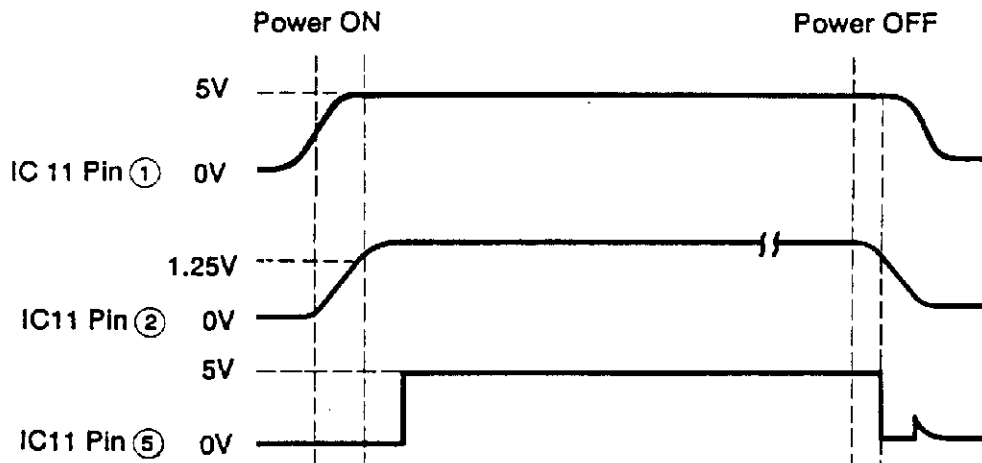 Power ON Power OFF
5V
IC 11 Pin ① 0V
1.25V
IC11 Pin ② 0V
5V
IC11 Pin ⑤ 0V